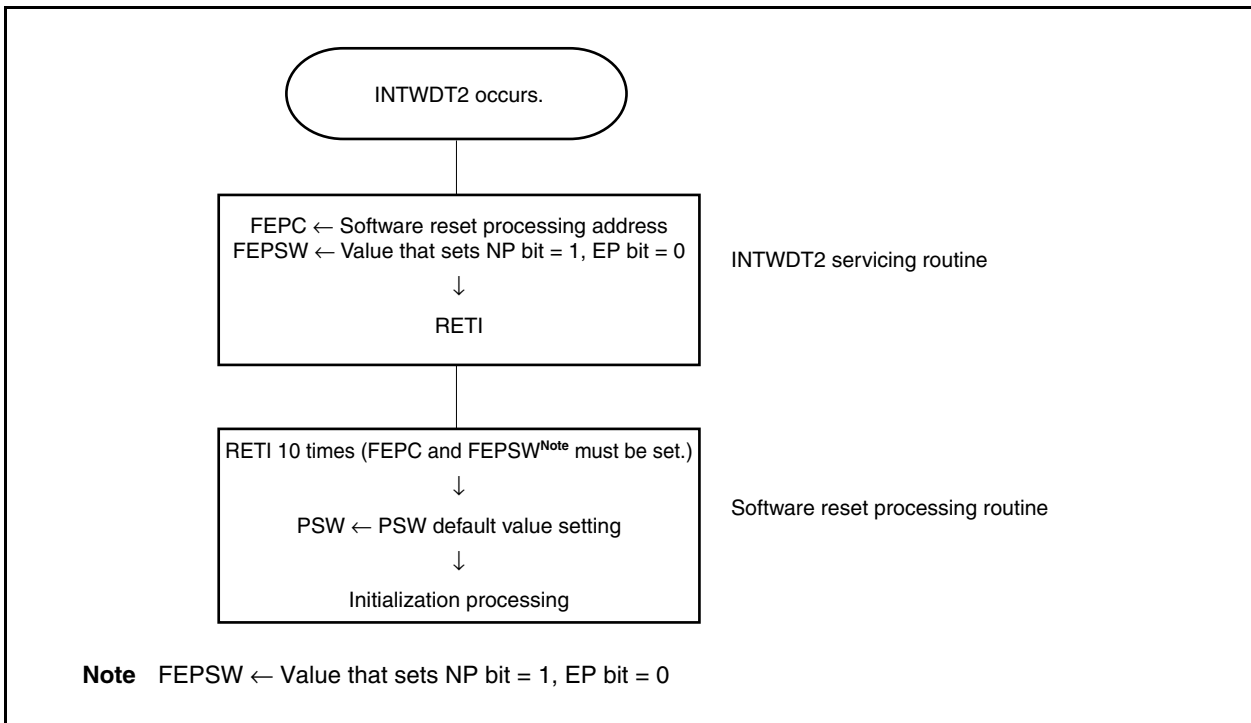 INTWDT2 occurs.
FEPC ← Software reset processing address
FEPSW ← Value that sets NP bit = 1, EP bit = 0
↓
RETI
INTWDT2 servicing routine
RETI 10 times (FEPC and FEPSWNote must be set.)
↓
PSW ← PSW default value setting
↓
Initialization processing
Software reset processing routine
Note FEPSW ← Value that sets NP bit = 1, EP bit = 0